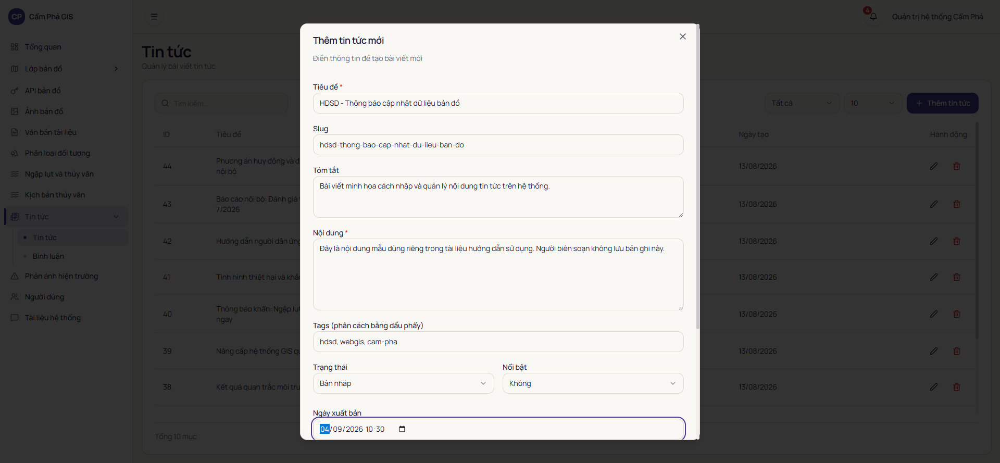 CP Cẩm Phả GIS
4
Quản trị hệ thống Cẩm Phả
Tổng quan
Lớp bản đồ
API bản đồ
Ảnh bản đồ
Văn bản tài liệu
Phân loại đối tượng
Ngập lụt và thủy văn
Kịch bản thủy văn
Tin tức
Tin tức
Bình luận
Phản ánh hiện trường
Người dùng
Tài liệu hệ thống
Tin tức
Quản lý bài viết tin tức
Tìm kiếm...
Tất cả
10
Thêm tin tức
ID
Tiêu đề
Ngày tạo
Hành động
44
Phương án huy động và đ
nội bộ
13/08/2026
43
Báo cáo nội bộ: Đánh giá
7/2026
13/08/2026
42
Hướng dẫn người dân ứng
13/08/2026
41
Tình hình thiệt hại và khắc
13/08/2026
40
Thông báo khẩn: Ngập lụt
ngay
13/08/2026
39
Nâng cấp hệ thống GIS qu
13/08/2026
38
Kết quả quan trắc môi trư
13/08/2026
Tổng 10 mục
Thêm tin tức mới
Điền thông tin để tạo bài viết mới
Tiêu đề *
HDSD - Thông báo cập nhật dữ liệu bản đồ
Slug
hdsd-thong-bao-cap-nhat-du-lieu-ban-do
Tóm tắt
Bài viết minh họa cách nhập và quản lý nội dung tin tức trên hệ thống.
Nội dung *
Đây là nội dung mẫu dùng riêng trong tài liệu hướng dẫn sử dụng. Người biên soạn không lưu bản ghi này.
Tags (phân cách bằng dấu phẩy)
hdsd, webgis, cam-pha
Trạng thái
Bản nháp
Nổi bật
Không
Ngày xuất bản
04/09/2026 10:30